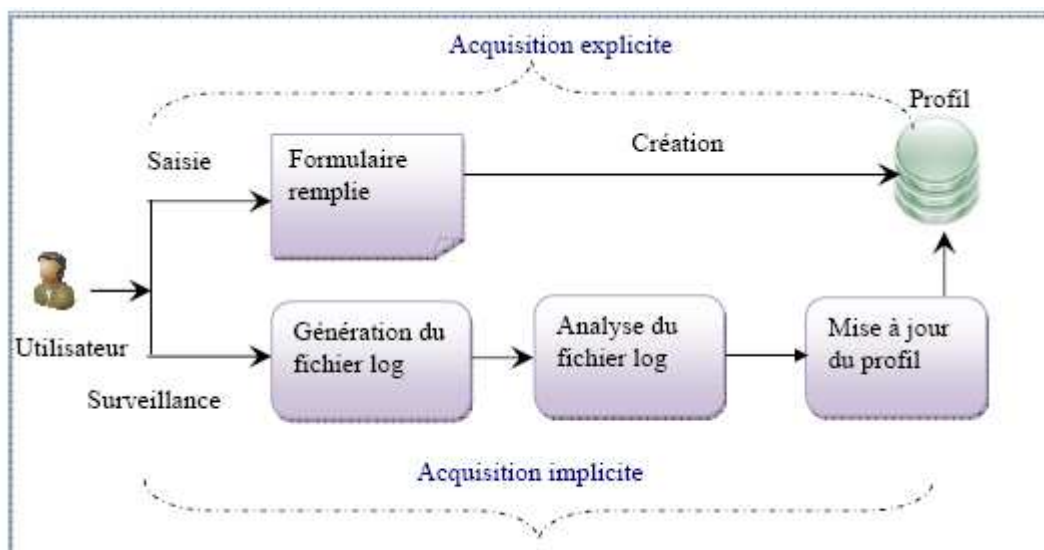 Acquisition explicite
Profil
Saisie
Formulaire
remplie
Création
Utilisateur
Surveillance
Génération du
fichier log
Analyse du
fichier log
Mise à jour
du profil
Acquisition implicite